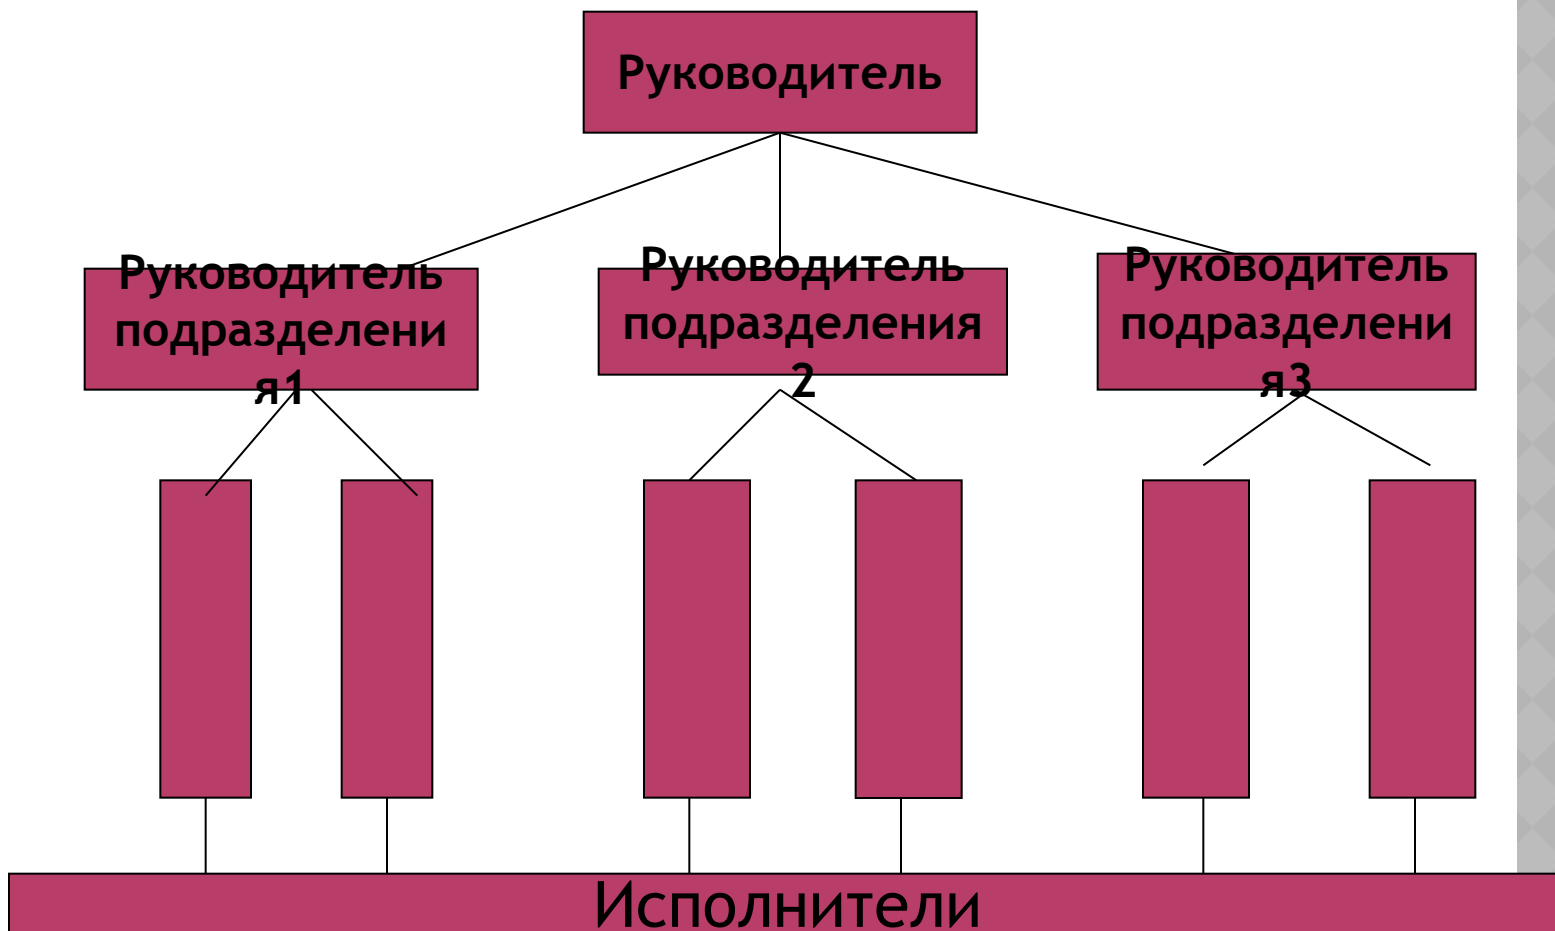 Руководитель
Руководитель
подразделени
я1
Руководитель
подразделения
2
Руководитель
подразделени
я3
Исполнители